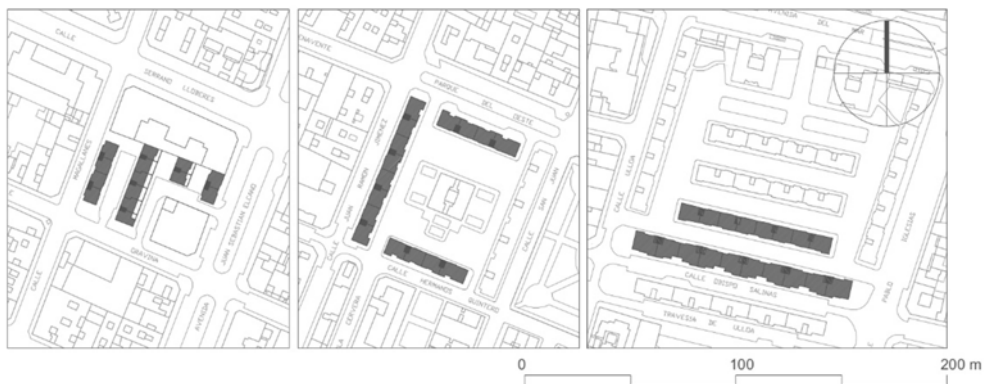 CALLE
SERRANO
LLOBERES
MAGALLANES
GRAVINA
CALLE
JUAN SEBASTIAN ELCANO
AVENIDA
BENAVENTE
PARQUE DEL
OESTE
JIMENEZ
RAMON
JUAN
CALLE
CERVERA
CALLE
HERMANOS
QUINTERO
CALLE
SAN JUAN
AVENIDA DEL
MAR
CALLE ULLOA
IGLESIAS
PABLO
CALLE OBISPO
SALINAS
TRAVESIA DE
ULLOA
0 100 200 m